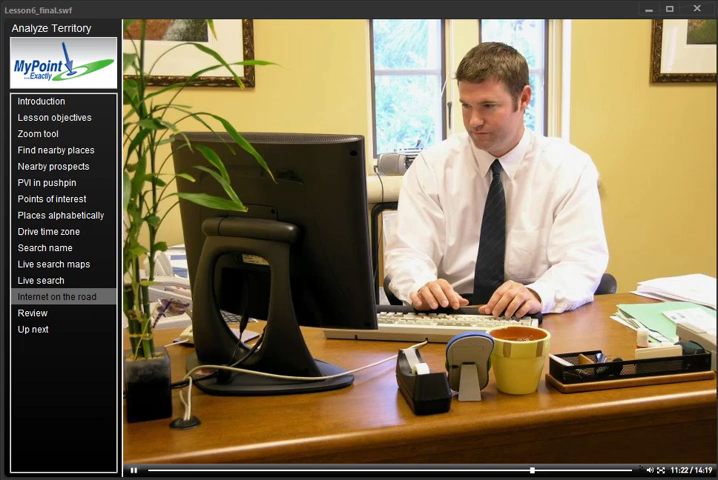 Lesson6_final.swf
Analyze Territory
MyPoint
...Exactly
Introduction
Lesson objectives
Zoom tool
Find nearby places
Nearby prospects
PVI in pushpin
Points of interest
Places alphabetically
Drive time zone
Search name
Live search maps
Live search
Internet on the road
Review
Up next
11:22 / 14:19